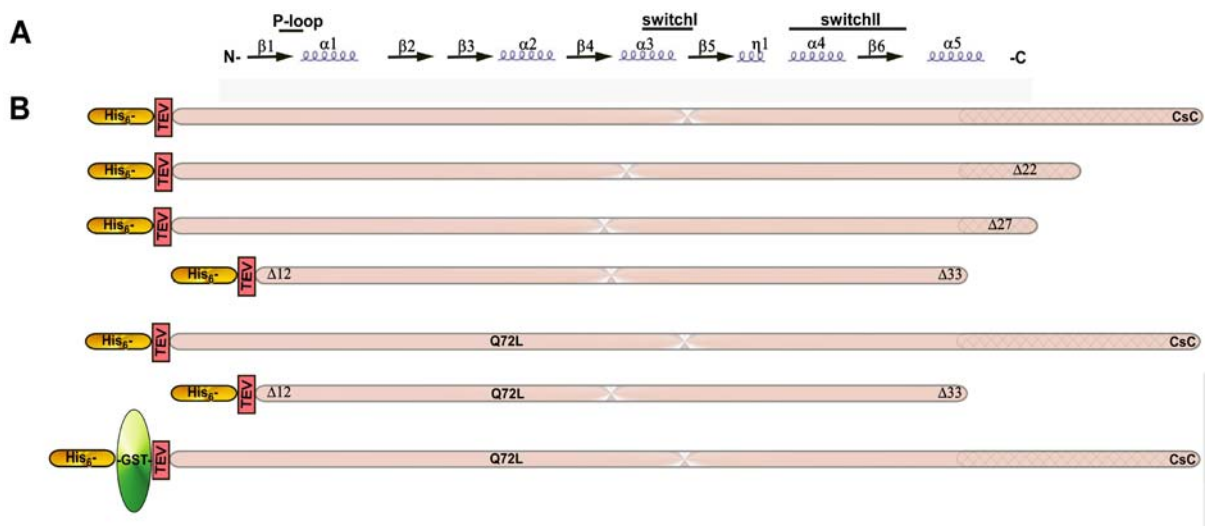 A
P-loop switchI switchII
β1 α1 β2 β3 α2 β4 α3 β5 η1 α4 β6 α5
N- -C
B
His6- TEV CsC
His6- TEV Δ22
His6- TEV Δ27
His6- TEV Δ12 Δ33
His6- TEV Q72L CsC
His6- TEV Δ12 Q72L Δ33
His6- -GST- TEV Q72L CsC